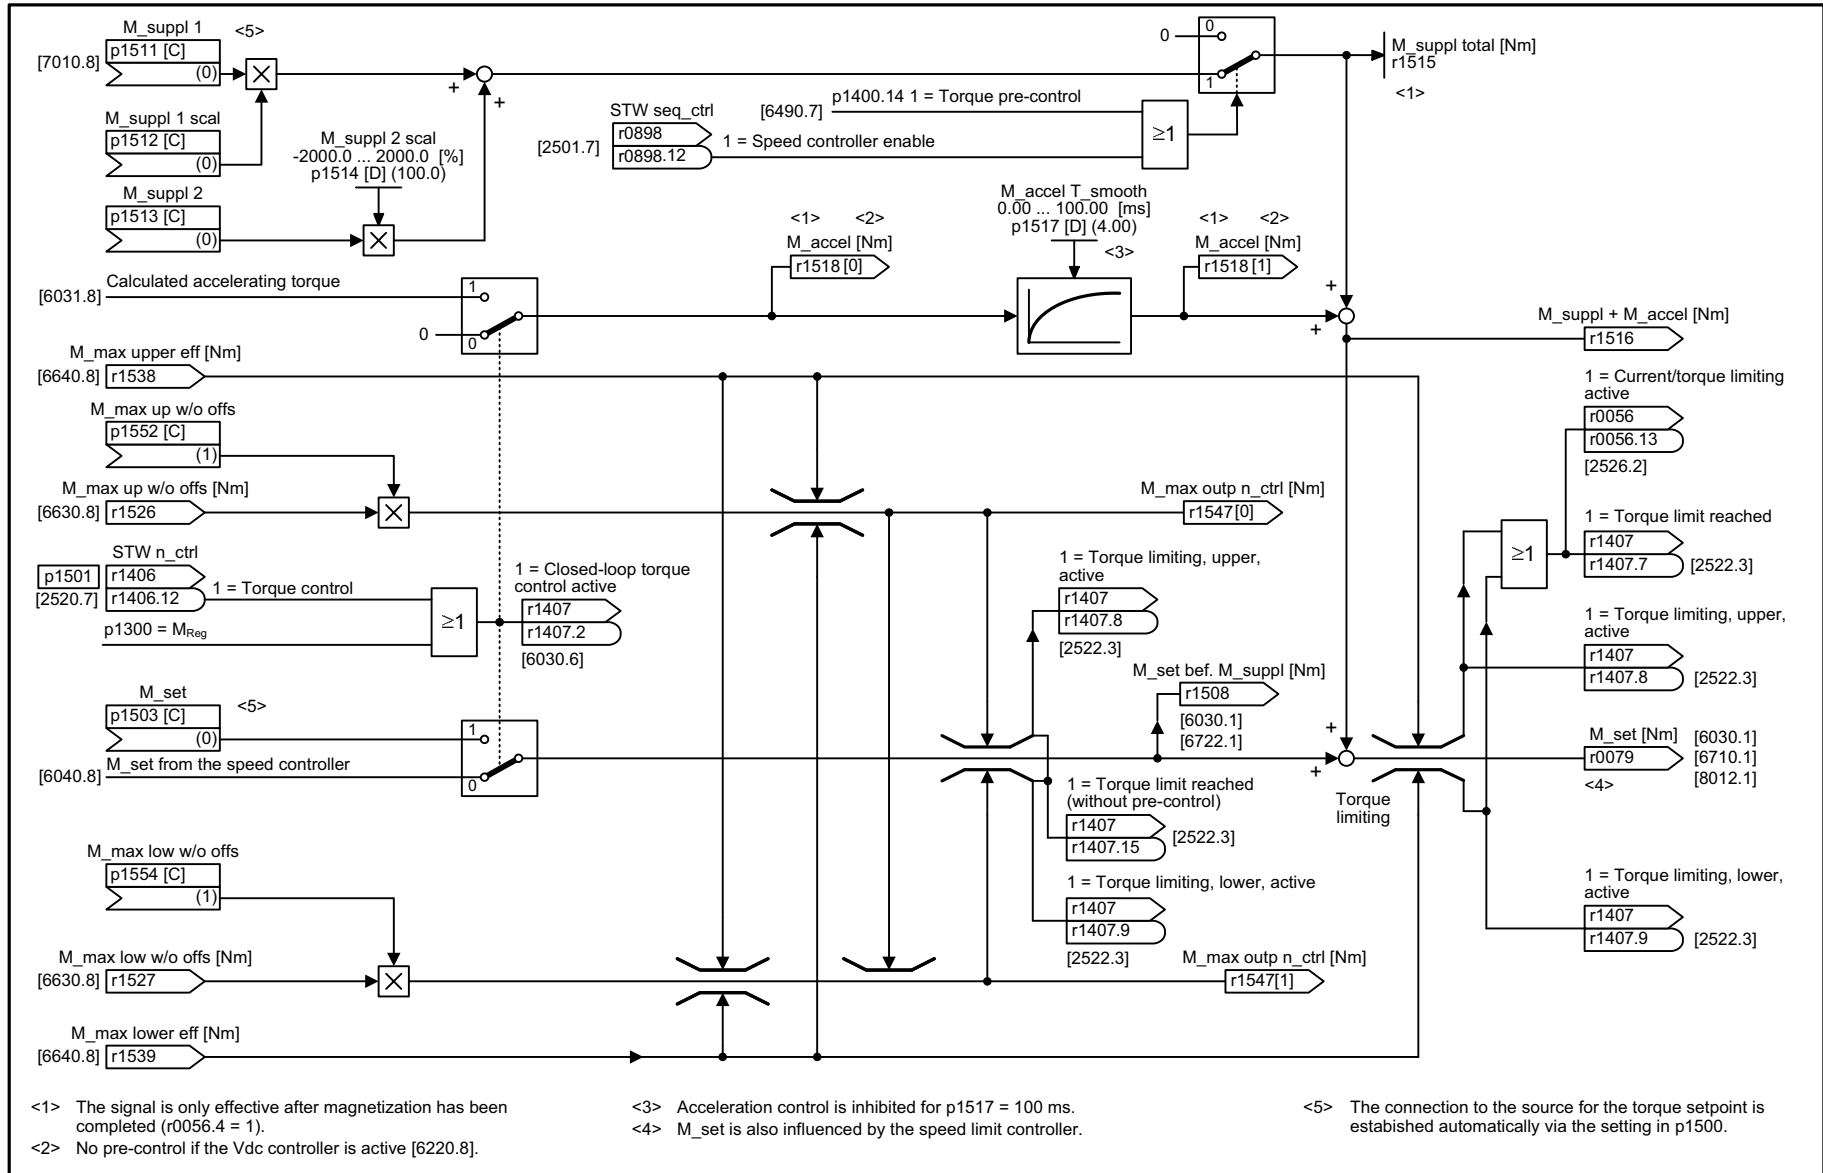 M_suppl 1
<5>
[7010.8]
p1511 [C]
(0)
M_suppl 1 scal
p1512 [C]
(0)
M_suppl 2 scal
-2000.0 ... 2000.0 [%]
p1514 [D] (100.0)
M_suppl 2
p1513 [C]
(0)
+
+
0
0
1
M_suppl total [Nm]
r1515
<1>
p1400.14 1 = Torque pre-control
[6490.7]
STW seq_ctrl
r0898
[2501.7]
r0898.12
1 = Speed controller enable
≥1
Calculated accelerating torque
[6031.8]
1
0
0
<1> <2>
M_accel [Nm]
r1518 [0]
M_accel T_smooth
0.00 ... 100.00 [ms]
p1517 [D] (4.00)
<3>
<1> <2>
M_accel [Nm]
r1518 [1]
+
+
M_suppl + M_accel [Nm]
r1516
M_max upper eff [Nm]
[6640.8]
r1538
M_max up w/o offs
p1552 [C]
(1)
M_max up w/o offs [Nm]
[6630.8]
r1526
M_max outp n_ctrl [Nm]
r1547[0]
1 = Current/torque limiting
active
r0056
r0056.13
[2526.2]
STW n_ctrl
p1501
r1406
[2520.7]
r1406.12
1 = Torque control
p1300 = MReg
≥1
1 = Closed-loop torque
control active
r1407
r1407.2
[6030.6]
1 = Torque limiting, upper,
active
r1407
r1407.8
[2522.3]
≥1
1 = Torque limit reached
r1407
r1407.7
[2522.3]
1 = Torque limiting, upper,
active
r1407
r1407.8
[2522.3]
M_set
p1503 [C]
(0)
<5>
M_set from the speed controller
[6040.8]
1
0
M_set bef. M_suppl [Nm]
r1508
[6030.1]
[6722.1]
+
+
Torque
limiting
M_set [Nm]
r0079
<4>
[6030.1]
[6710.1]
[8012.1]
1 = Torque limit reached
(without pre-control)
r1407
r1407.15
[2522.3]
1 = Torque limiting, lower, active
r1407
r1407.9
[2522.3]
1 = Torque limiting, lower,
active
r1407
r1407.9
[2522.3]
M_max low w/o offs
p1554 [C]
(1)
M_max low w/o offs [Nm]
[6630.8]
r1527
M_max outp n_ctrl [Nm]
r1547[1]
M_max lower eff [Nm]
[6640.8]
r1539
<1> The signal is only effective after magnetization has been
completed (r0056.4 = 1).
<2> No pre-control if the Vdc controller is active [6220.8].
<3> Acceleration control is inhibited for p1517 = 100 ms.
<4> M_set is also influenced by the speed limit controller.
<5> The connection to the source for the torque setpoint is
estabished automatically via the setting in p1500.